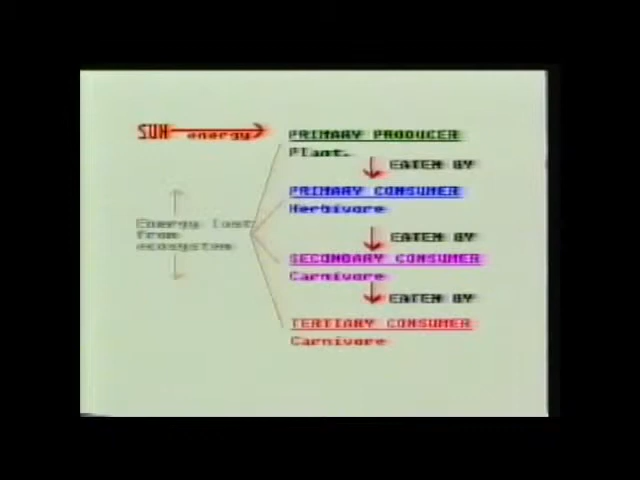 SUN energy
PRIMARY PRODUCER
Plant.
EATEN BY
PRIMARY CONSUMER
Herbivore
Energy lost
from
ecosystem
EATEN BY
SECONDARY CONSUMER
Carnivore
EATEN BY
TERTIARY CONSUMER
Carnivore